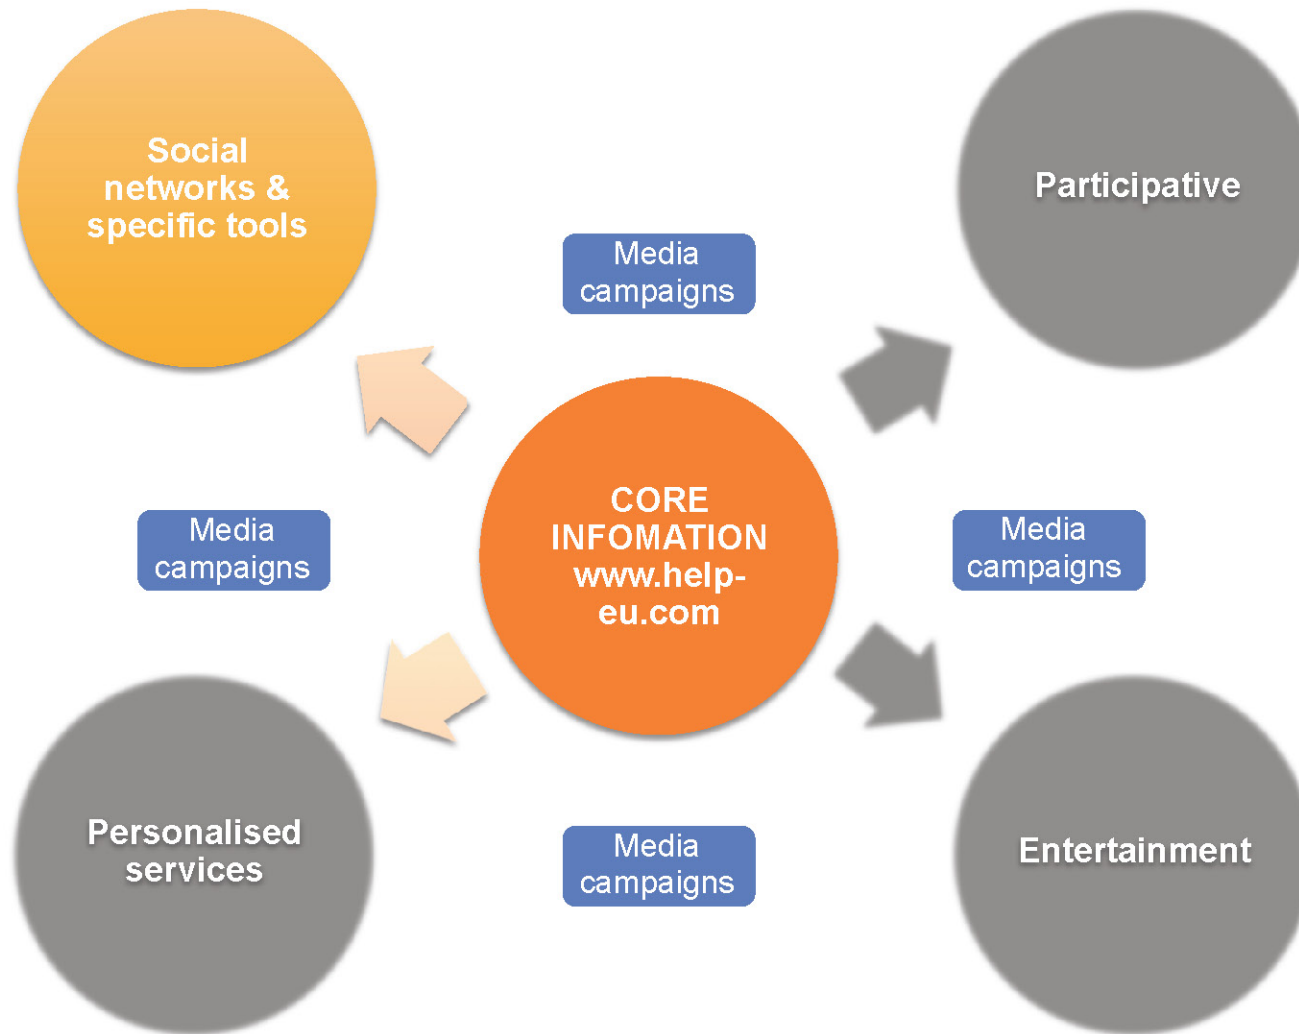 Social
networks &
specific tools
Participative
Media
campaigns
Media
campaigns
CORE
INFOMATION
www.help-
eu.com
Media
campaigns
Personalised
services
Media
campaigns
Entertainment